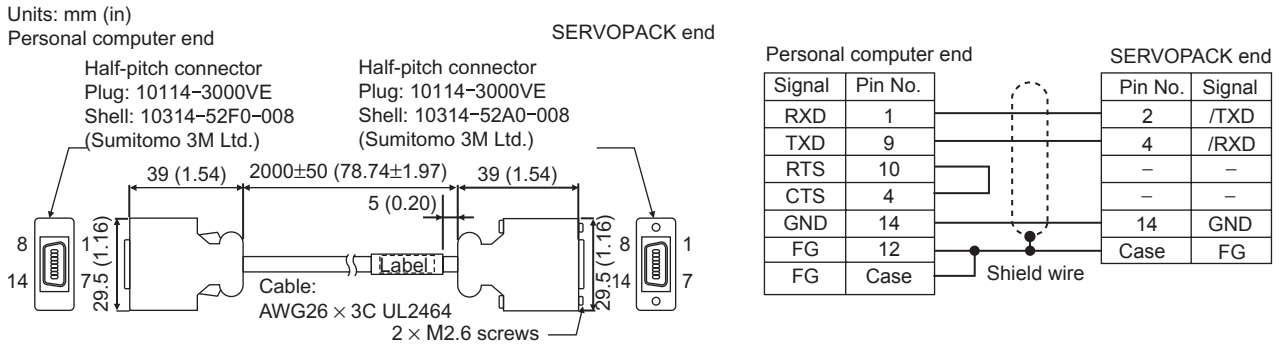 Units: mm (in)
Personal computer end
SERVOPACK end
Half-pitch connector
Plug: 10114−3000VE
Shell: 10314−52F0−008
(Sumitomo 3M Ltd.)
Half-pitch connector
Plug: 10114−3000VE
Shell: 10314−52A0−008
(Sumitomo 3M Ltd.)
39 (1.54)
2000±50 (78.74±1.97)
39 (1.54)
5 (0.20)
8
1
14
7
29.5 (1.16)
Label
Cable:
AWG26 × 3C UL2464
2 × M2.6 screws
29.5 (1.16)
8
1
14
7
Personal computer end
SERVOPACK end
Signal Pin No. Pin No. Signal
RXD 1 2 /TXD
TXD 9 4 /RXD
RTS 10 − −
CTS 4 − −
GND 14 14 GND
FG 12 Case FG
FG Case
Shield wire